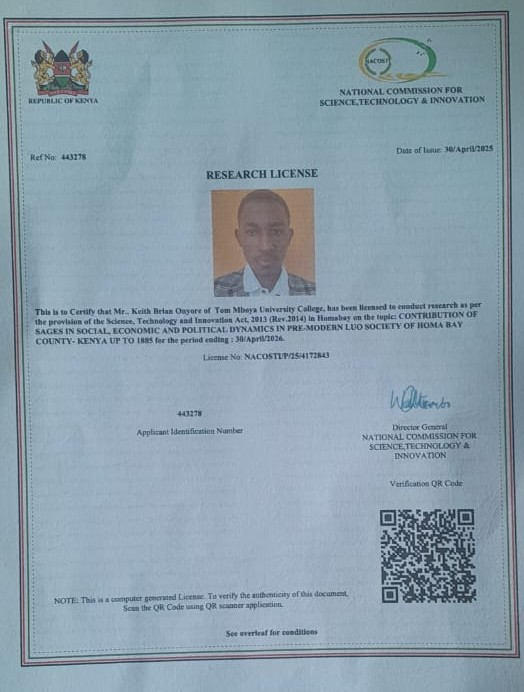 REPUBLIC OF KENYA
NACOSTI
NATIONAL COMMISSION FOR
SCIENCE,TECHNOLOGY & INNOVATION
Ref No: 443278
Date of Issue: 30/April/2025
RESEARCH LICENSE
This is to Certify that Mr.. Keith Brian Onyore of Tom Mboya University College, has been licensed to conduct research as per
the provision of the Science, Technology and Innovation Act, 2013 (Rev.2014) in Homabay on the topic: CONTRIBUTION OF
SAGES IN SOCIAL, ECONOMIC AND POLITICAL DYNAMICS IN PRE-MODERN LUO SOCIETY OF HOMA BAY
COUNTY- KENYA UP TO 1885 for the period ending : 30/April/2026.
License No: NACOSTI/P/25/4172843
443278
Applicant Identification Number
Director General
NATIONAL COMMISSION FOR
SCIENCE,TECHNOLOGY &
INNOVATION
Verification QR Code
NOTE: This is a computer generated License. To verify the authenticity of this document,
Scan the QR Code using QR scanner application.
See overleaf for conditions